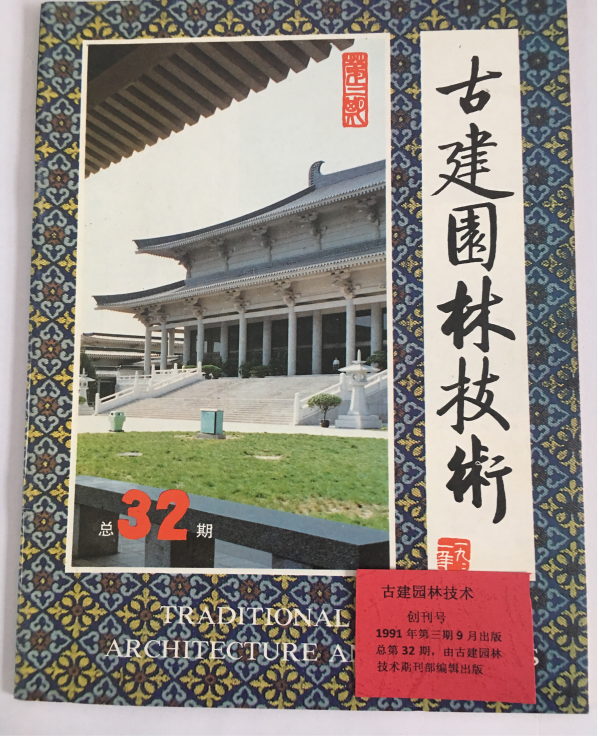 古建園林技術
第三期
总32期
TRADITIONAL
ARCHITECTURE AN
S
古建园林技术
创刊号
1991年第三期9月出版
总第32期,由古建园林
技术期刊部编辑出版